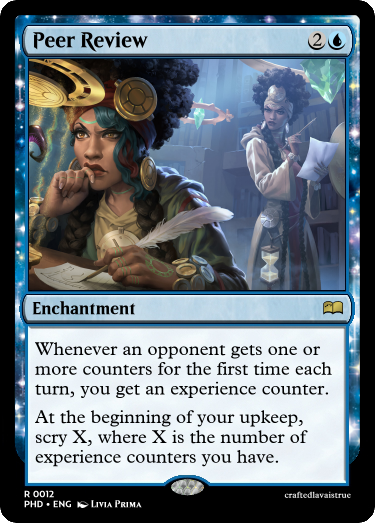 Peer Review 2
Enchantment
Whenever an opponent gets one or
more counters for the first time each
turn, you get an experience counter.
At the beginning of your upkeep,
scry X, where X is the number of
experience counters you have.
R 0012
PHD • ENG LIVIA PRIMA
craftedlavaistrue